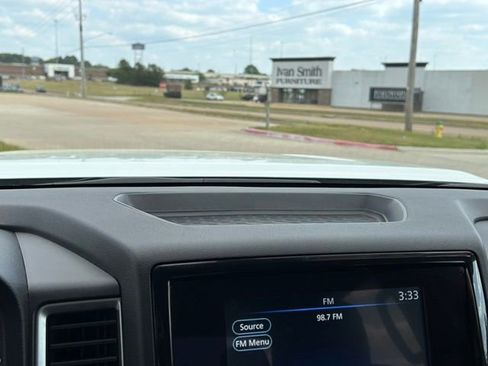 Ivan Smith
FURNITURE
FM
3:33
98.7 FM
Source
FM Menu